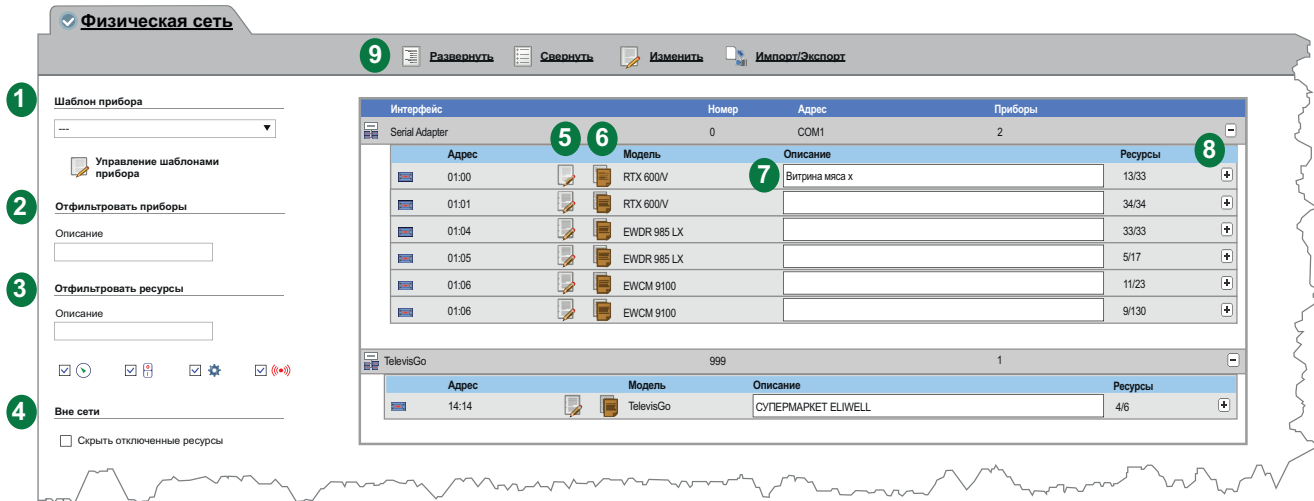 Физическая сеть
9 Развернуть Свернуть Изменить Импорт/Экспорт
1 Шаблон прибора
---
Управление шаблонами
прибора
2 Отфильтровать приборы
Описание
3 Отфильтровать ресурсы
Описание
4 Вне сети
Скрыть отключенные ресурсы
Интерфейс Номер Адрес Приборы
Serial Adapter 0 COM1 2
5 6 8
Адрес Модель Описание Ресурсы
01:00 RTX 600/V 7 Витрина мяса x 13/33
01:01 RTX 600/V 34/34
01:04 EWDR 985 LX 33/33
01:05 EWDR 985 LX 5/17
01:06 EWCM 9100 11/23
01:06 EWCM 9100 9/130
TelevisGo 999 1
Адрес Модель Описание Ресурсы
14:14 TelevisGo СУПЕРМАРКЕТ ELIWELL 4/6